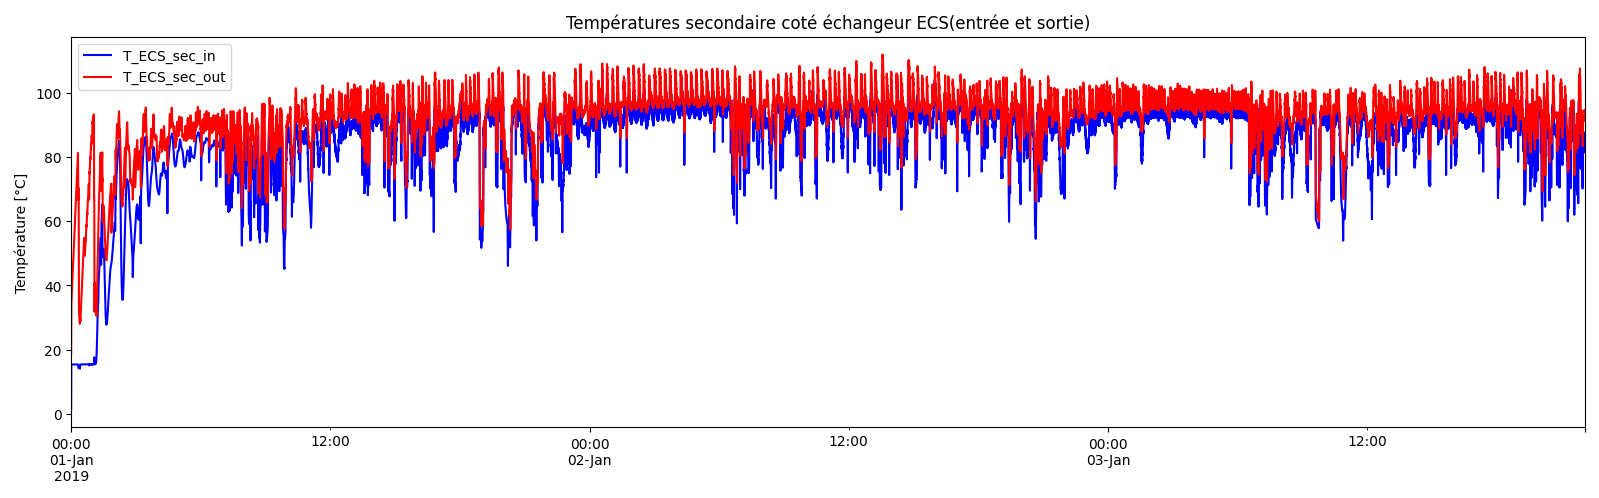 Températures secondaire coté échangeur ECS(entrée et sortie)
T_ECS_sec_in
T_ECS_sec_out
Température [°C]
100
80
60
40
20
0
00:00
01-Jan
2019
12:00
00:00
02-Jan
12:00
00:00
03-Jan
12:00